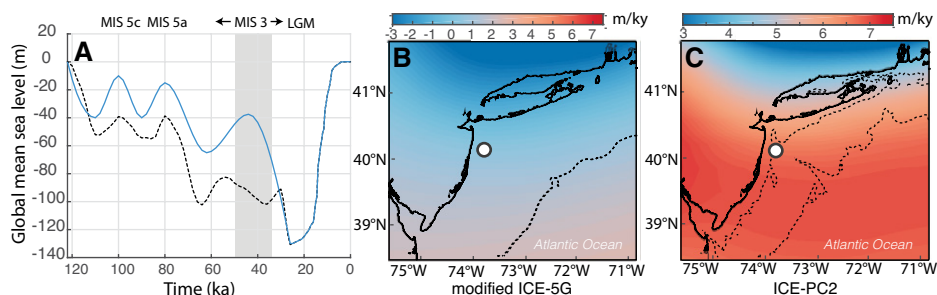 MIS 5c MIS 5a ← MIS 3 → LGM
A
Global mean sea level (m)
20
0
-20
-40
-60
-80
-100
-120
-140
120 100 80 60 40 20 0
Time (ka)
m/ky
-3 -2 -1 0 1 2 3 4 5 6 7
B
41°N
40°N
39°N
75°W 74°W 73°W 72°W 71°W
Atlantic Ocean
modified ICE-5G
m/ky
3 4 5 6 7
C
41°N
40°N
39°N
75°W 74°W 73°W 72°W 71°W
Atlantic Ocean
ICE-PC2